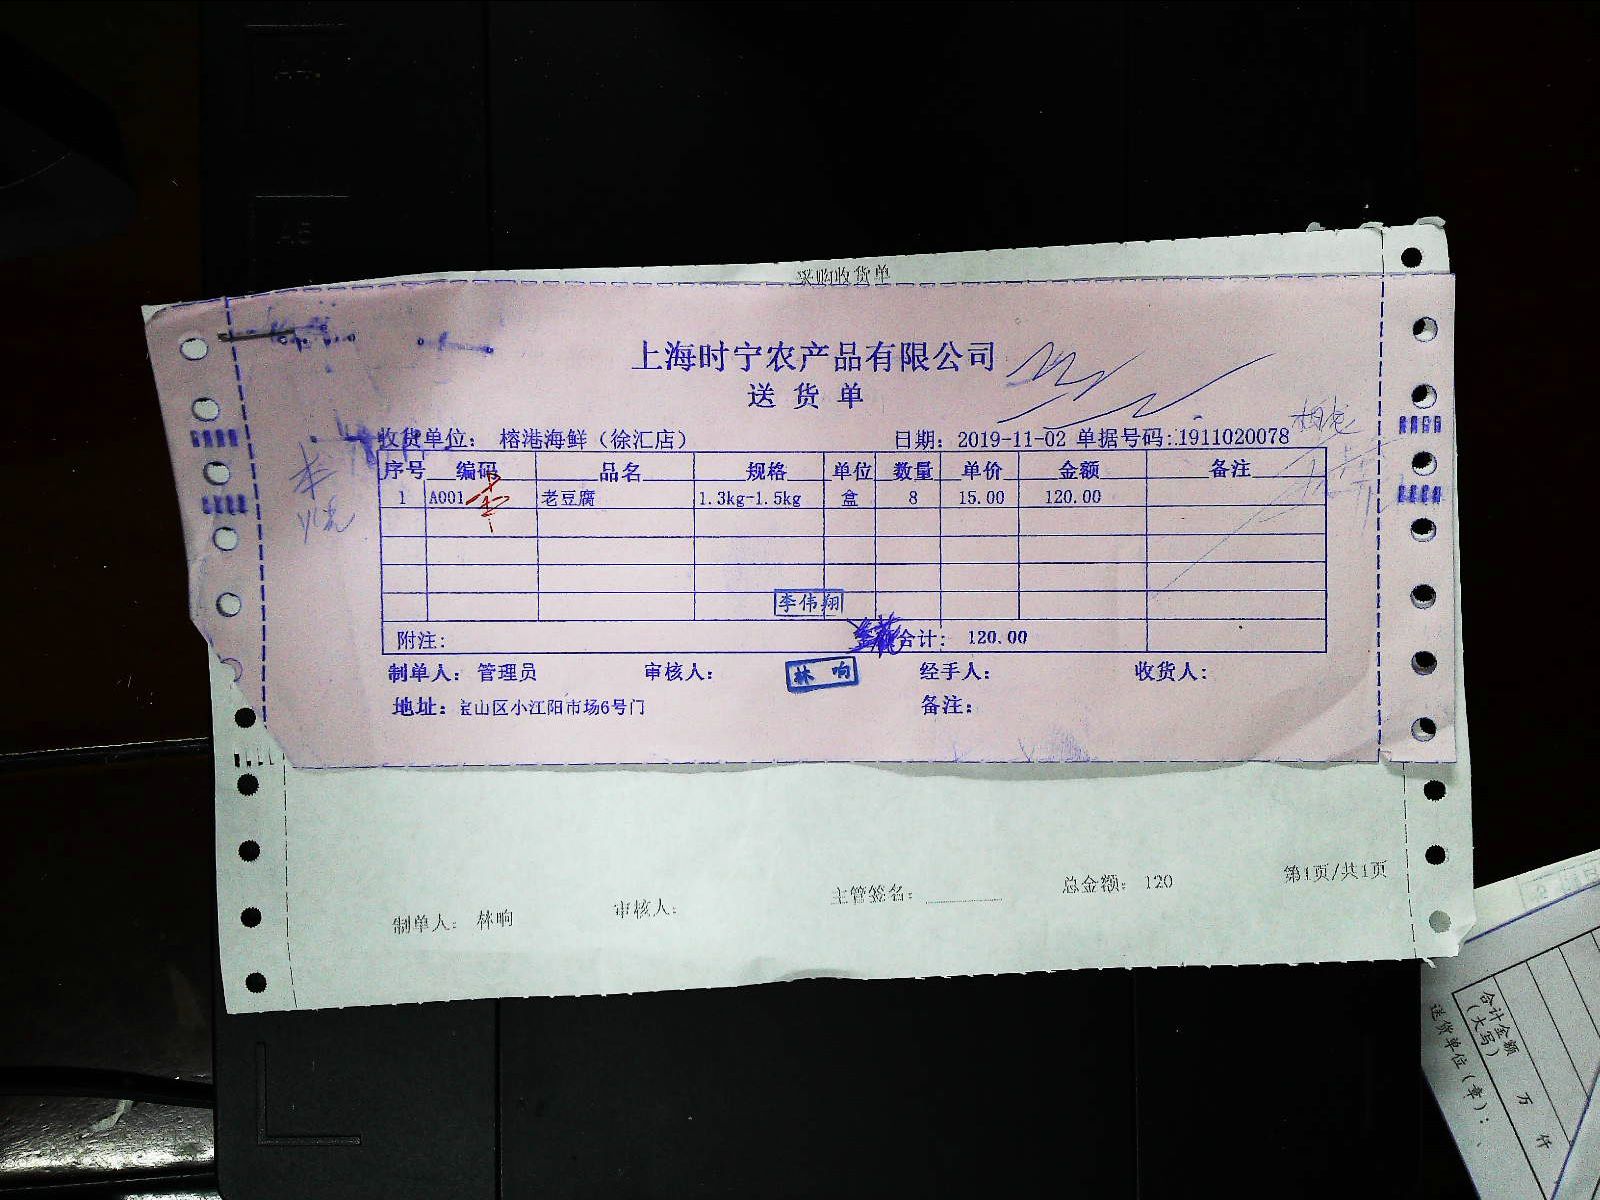 A4
A5
采购收货单
上海时宁农产品有限公司
送货单
收货单位： 榕港海鲜（徐汇店） 日期：2019-11-02 单据号码:1911020078
序号 编码 品名 规格 单位 数量 单价 金额 备注
1 A001 老豆腐 1.3kg-1.5kg 盒 8 15.00 120.00
李伟翔
附注： 合计： 120.00
制单人： 管理员 审核人： 林响 经手人： 收货人：
地址：宝山区小江阳市场6号门 备注：
制单人： 林响 审核人： 主管签名： 总金额： 120 第1页/共1页
合计金额
（大写） 万 仟
送货单位（章）：